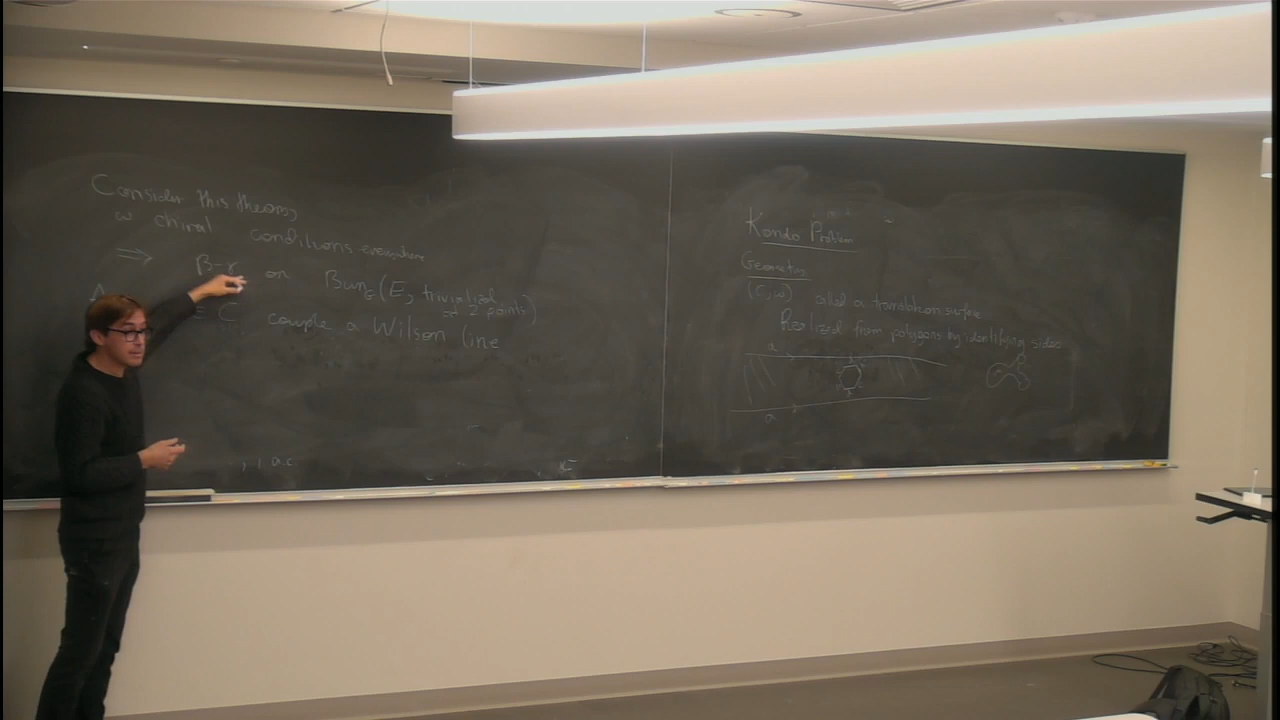 Consider this theory
w chiral conditions everywhere
⟹ β-γ on Bun_G(E, trivialized at 2 points)
C couple a Wilson line
Kondo Problem
Geometry
(C, ω) called a translation surface
Realized from polygons by identifying sides
a
a